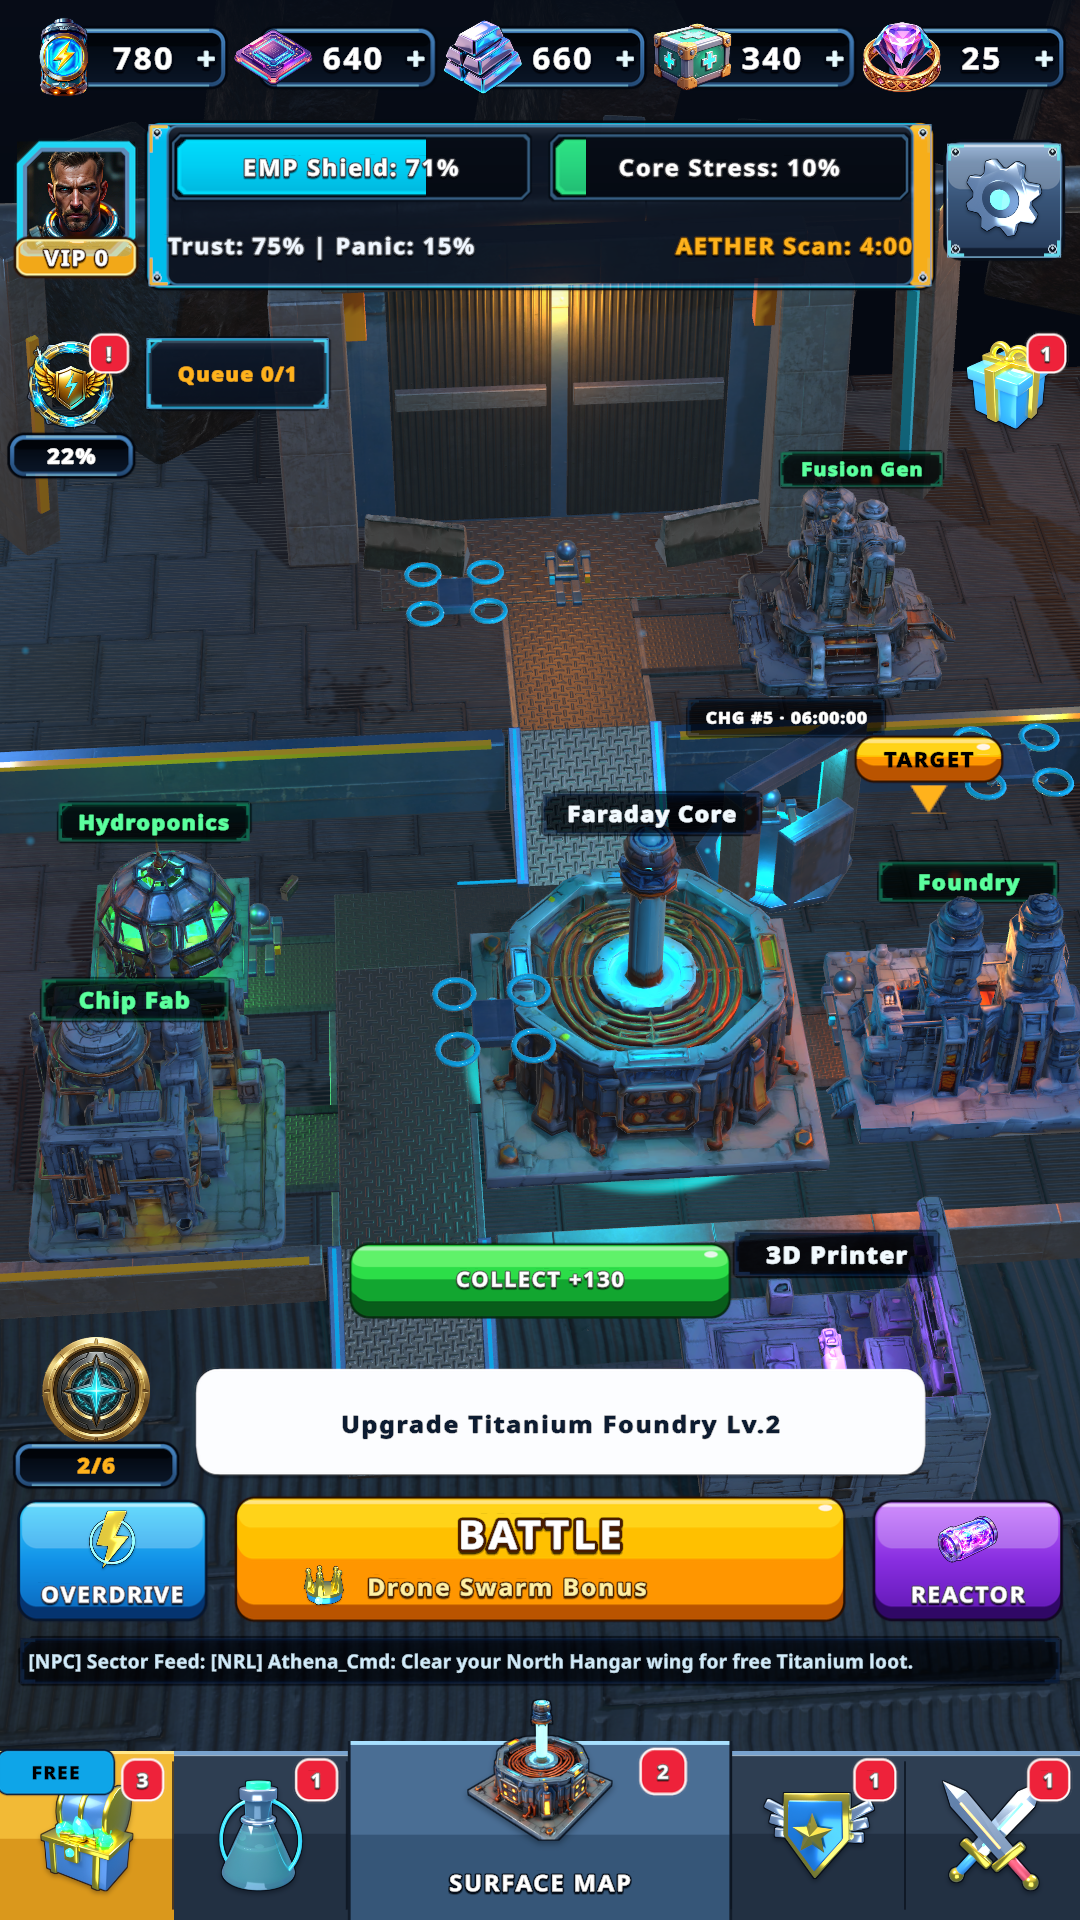 780 +
640 +
660 +
340 +
25 +
EMP Shield: 71%
Core Stress: 10%
VIP 0
Trust: 75% | Panic: 15%
AETHER Scan: 4:00
!
Queue 0/1
1
22%
Fusion Gen
CHG #5 · 06:00:00
TARGET
Hydroponics
Faraday Core
Foundry
Chip Fab
3D Printer
COLLECT +130
Upgrade Titanium Foundry Lv.2
2/6
OVERDRIVE
BATTLE
Drone Swarm Bonus
REACTOR
[NPC] Sector Feed: [NRL] Athena_Cmd: Clear your North Hangar wing for free Titanium loot.
FREE
3
1
2
1
1
SURFACE MAP